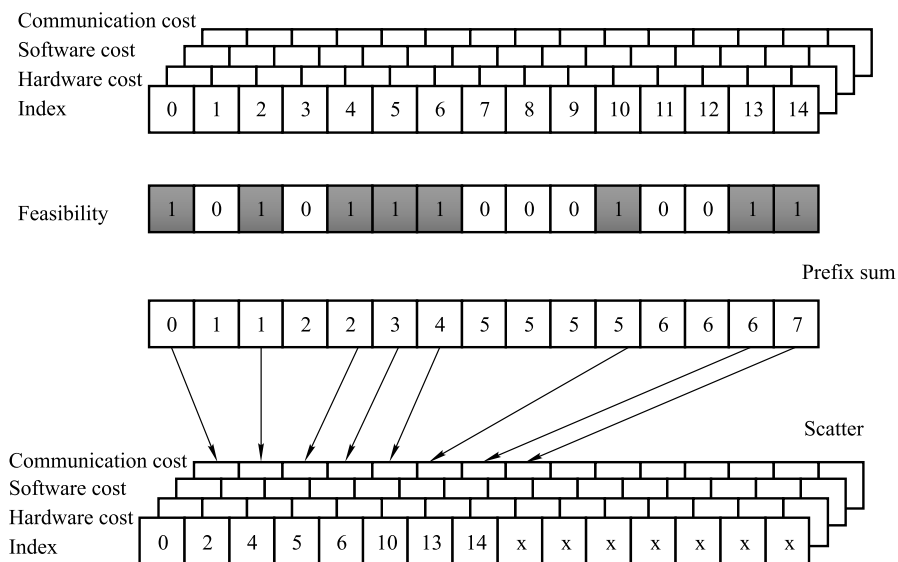 Communication cost
Software cost
Hardware cost
Index 0 1 2 3 4 5 6 7 8 9 10 11 12 13 14
Feasibility 1 0 1 0 1 1 1 0 0 0 1 0 0 1 1
Prefix sum
0 1 1 2 2 3 4 5 5 5 5 6 6 6 7
Scatter
Communication cost
Software cost
Hardware cost
Index 0 2 4 5 6 10 13 14 x x x x x x x